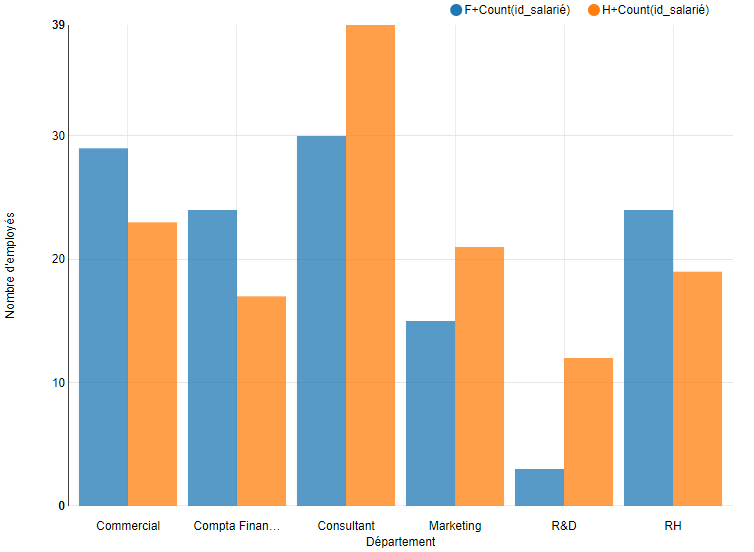 F+Count(id_salarié) H+Count(id_salarié)
39
30
20
10
0
Nombre d'employés
Commercial Compta Finan... Consultant Marketing R&D RH
Département